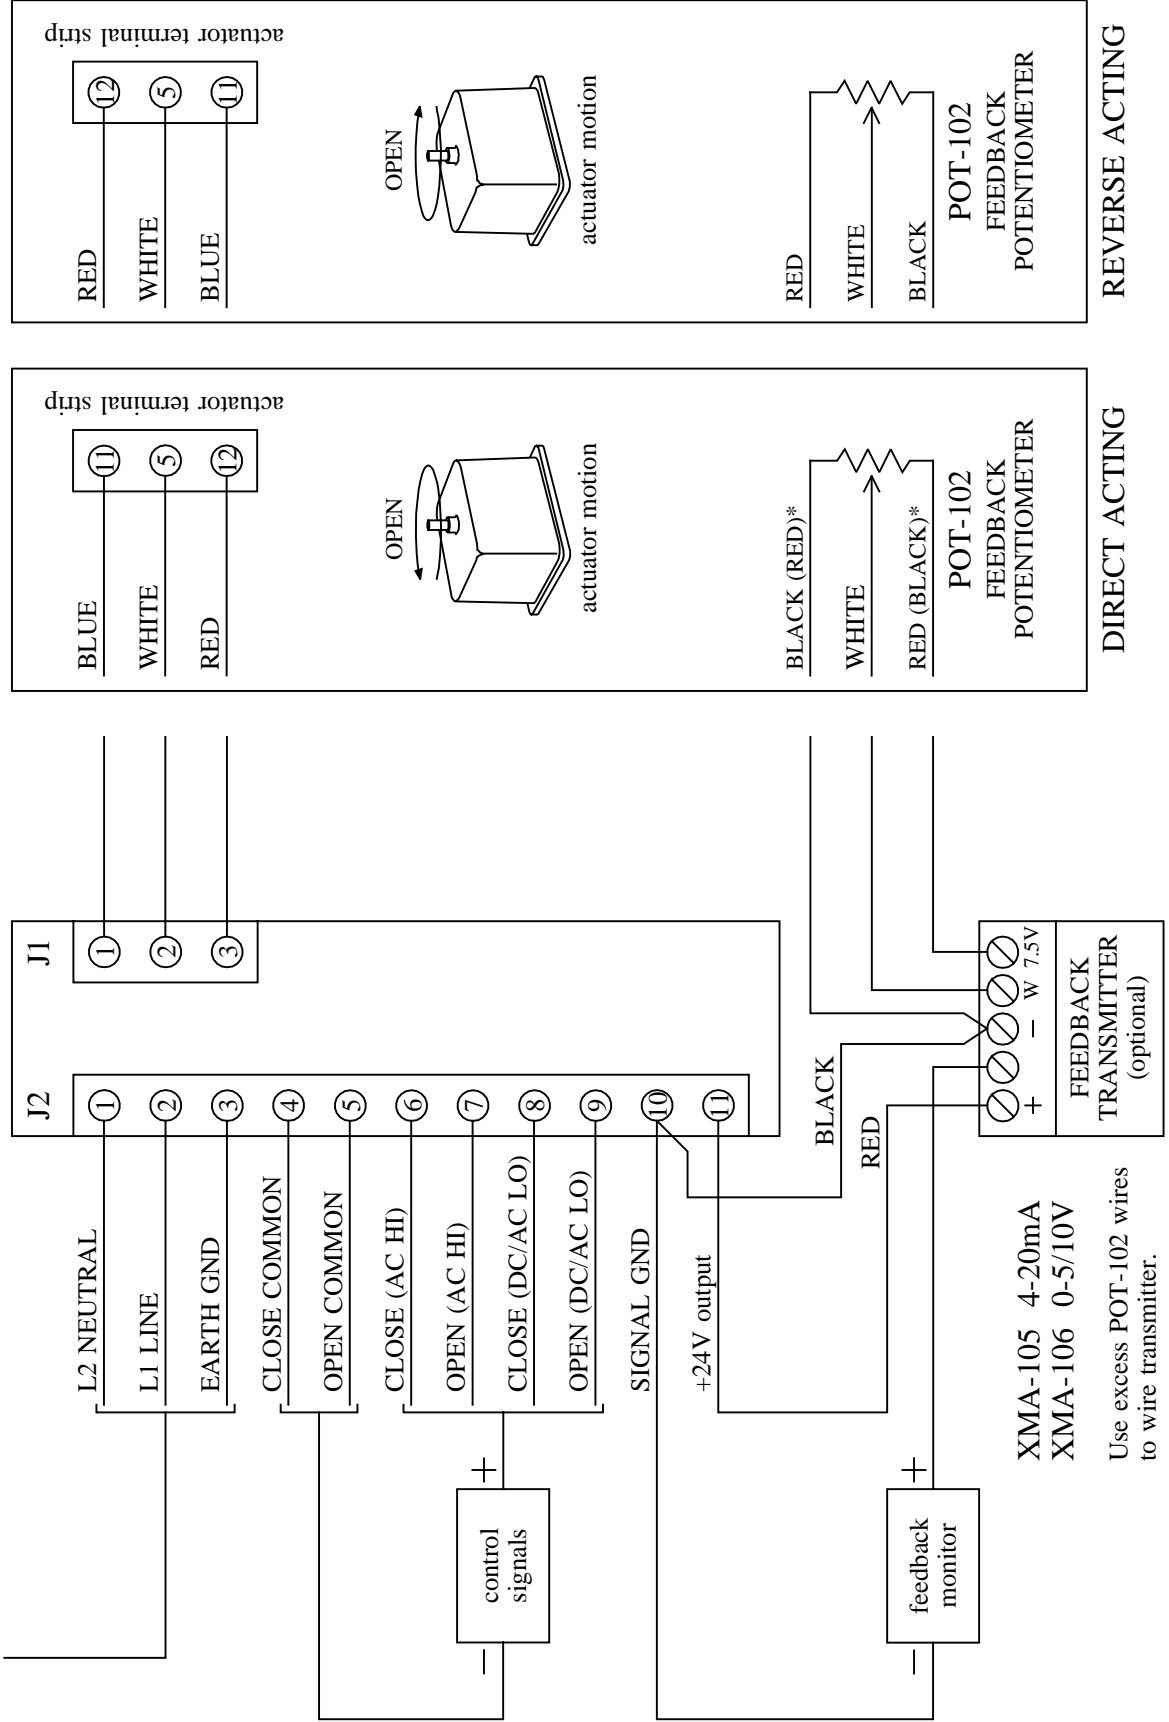 J2
J1
L2 NEUTRAL
L1 LINE
EARTH GND
CLOSE COMMON
OPEN COMMON
CLOSE (AC HI)
OPEN (AC HI)
CLOSE (DC/AC LO)
OPEN (DC/AC LO)
SIGNAL GND
+24V output
1
2
3
4
5
6
7
8
9
10
11
1
2
3
−
control
signals
+
−
feedback
monitor
+
BLACK
RED
+
−
W
7.5V
FEEDBACK
TRANSMITTER
(optional)
XMA-105 4-20mA
XMA-106 0-5/10V
Use excess POT-102 wires
to wire transmitter.
actuator terminal strip
BLUE
WHITE
RED
11
5
12
OPEN
actuator motion
BLACK (RED)*
WHITE
RED (BLACK)*
POT-102
FEEDBACK
POTENTIOMETER
DIRECT ACTING
actuator terminal strip
RED
WHITE
BLUE
12
5
11
OPEN
actuator motion
RED
WHITE
BLACK
POT-102
FEEDBACK
POTENTIOMETER
REVERSE ACTING